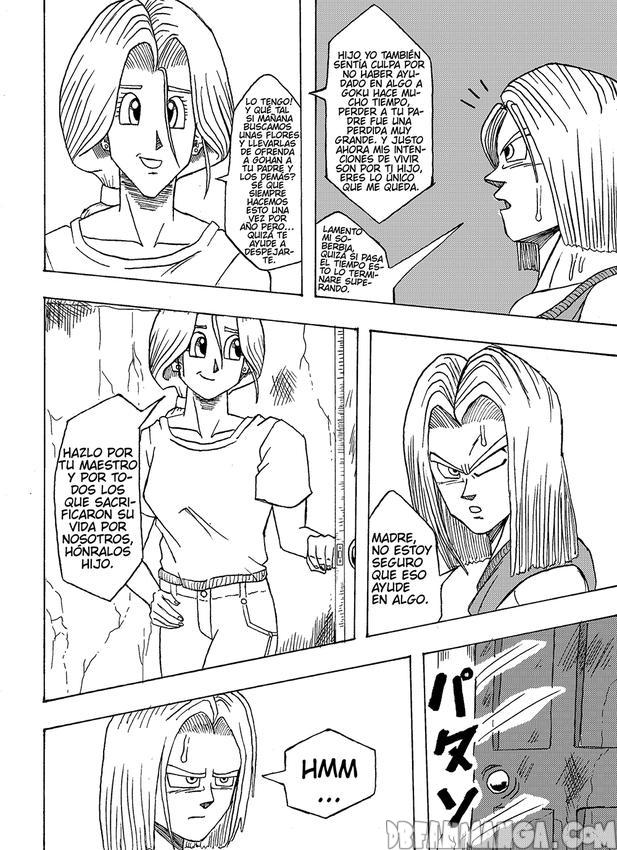 HIJO, YO TAMBIÉN
SENTÍA CULPA POR
NO HABER AYU-
DADO EN ALGO A
GOKU HACE MU-
CHO TIEMPO,
PERDER A TU PA-
DRE FUE UNA
PERDIDA MUY
GRANDE. Y JUSTO
AHORA MIS INTEN-
CIONES DE VIVIR
SON POR TI HIJO,
ERES LO ÚNICO
QUE ME QUEDA.
LAMENTO
MI SO-
BERBIA,
QUIZÁ SI PASA
EL TIEMPO ES-
TO LO TERMI-
NARE SUPE-
RANDO.
LO TENGO!
Y QUÉ TAL
SI MAÑANA
BUSCAMOS
UNAS FLORES
Y LLEVARLAS
DE OFRENDA
A GOHAN A
TU PADRE Y
LOS DEMÁS?
SÉ QUE
SIEMPRE
HACEMOS
ESTO UNA
VEZ POR
AÑO PERO...
QUIZÁ TE
AYUDE A
DESPEJAR-
TE.
MADRE,
NO ESTOY
SEGURO
QUE ESO
AYUDE
EN ALGO.
HAZLO POR
TU MAESTRO
Y POR TO-
DOS LOS
QUE SACRI-
FICARON SU
VIDA POR
NOSOTROS,
HÓNRALOS
HIJO.
パタン
HMM
...
DBFANMANGA.COM